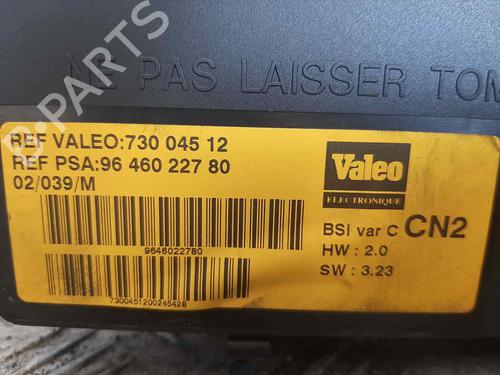 NE PAS LAISSER TOM
REF VALEO:730 045 12
REF PSA:96 460 227 80
02/039/M
9646022780
7300451200245428
Valeo
ELECTRONIQUE
BSI var C CN2
HW : 2.0
SW : 3.23